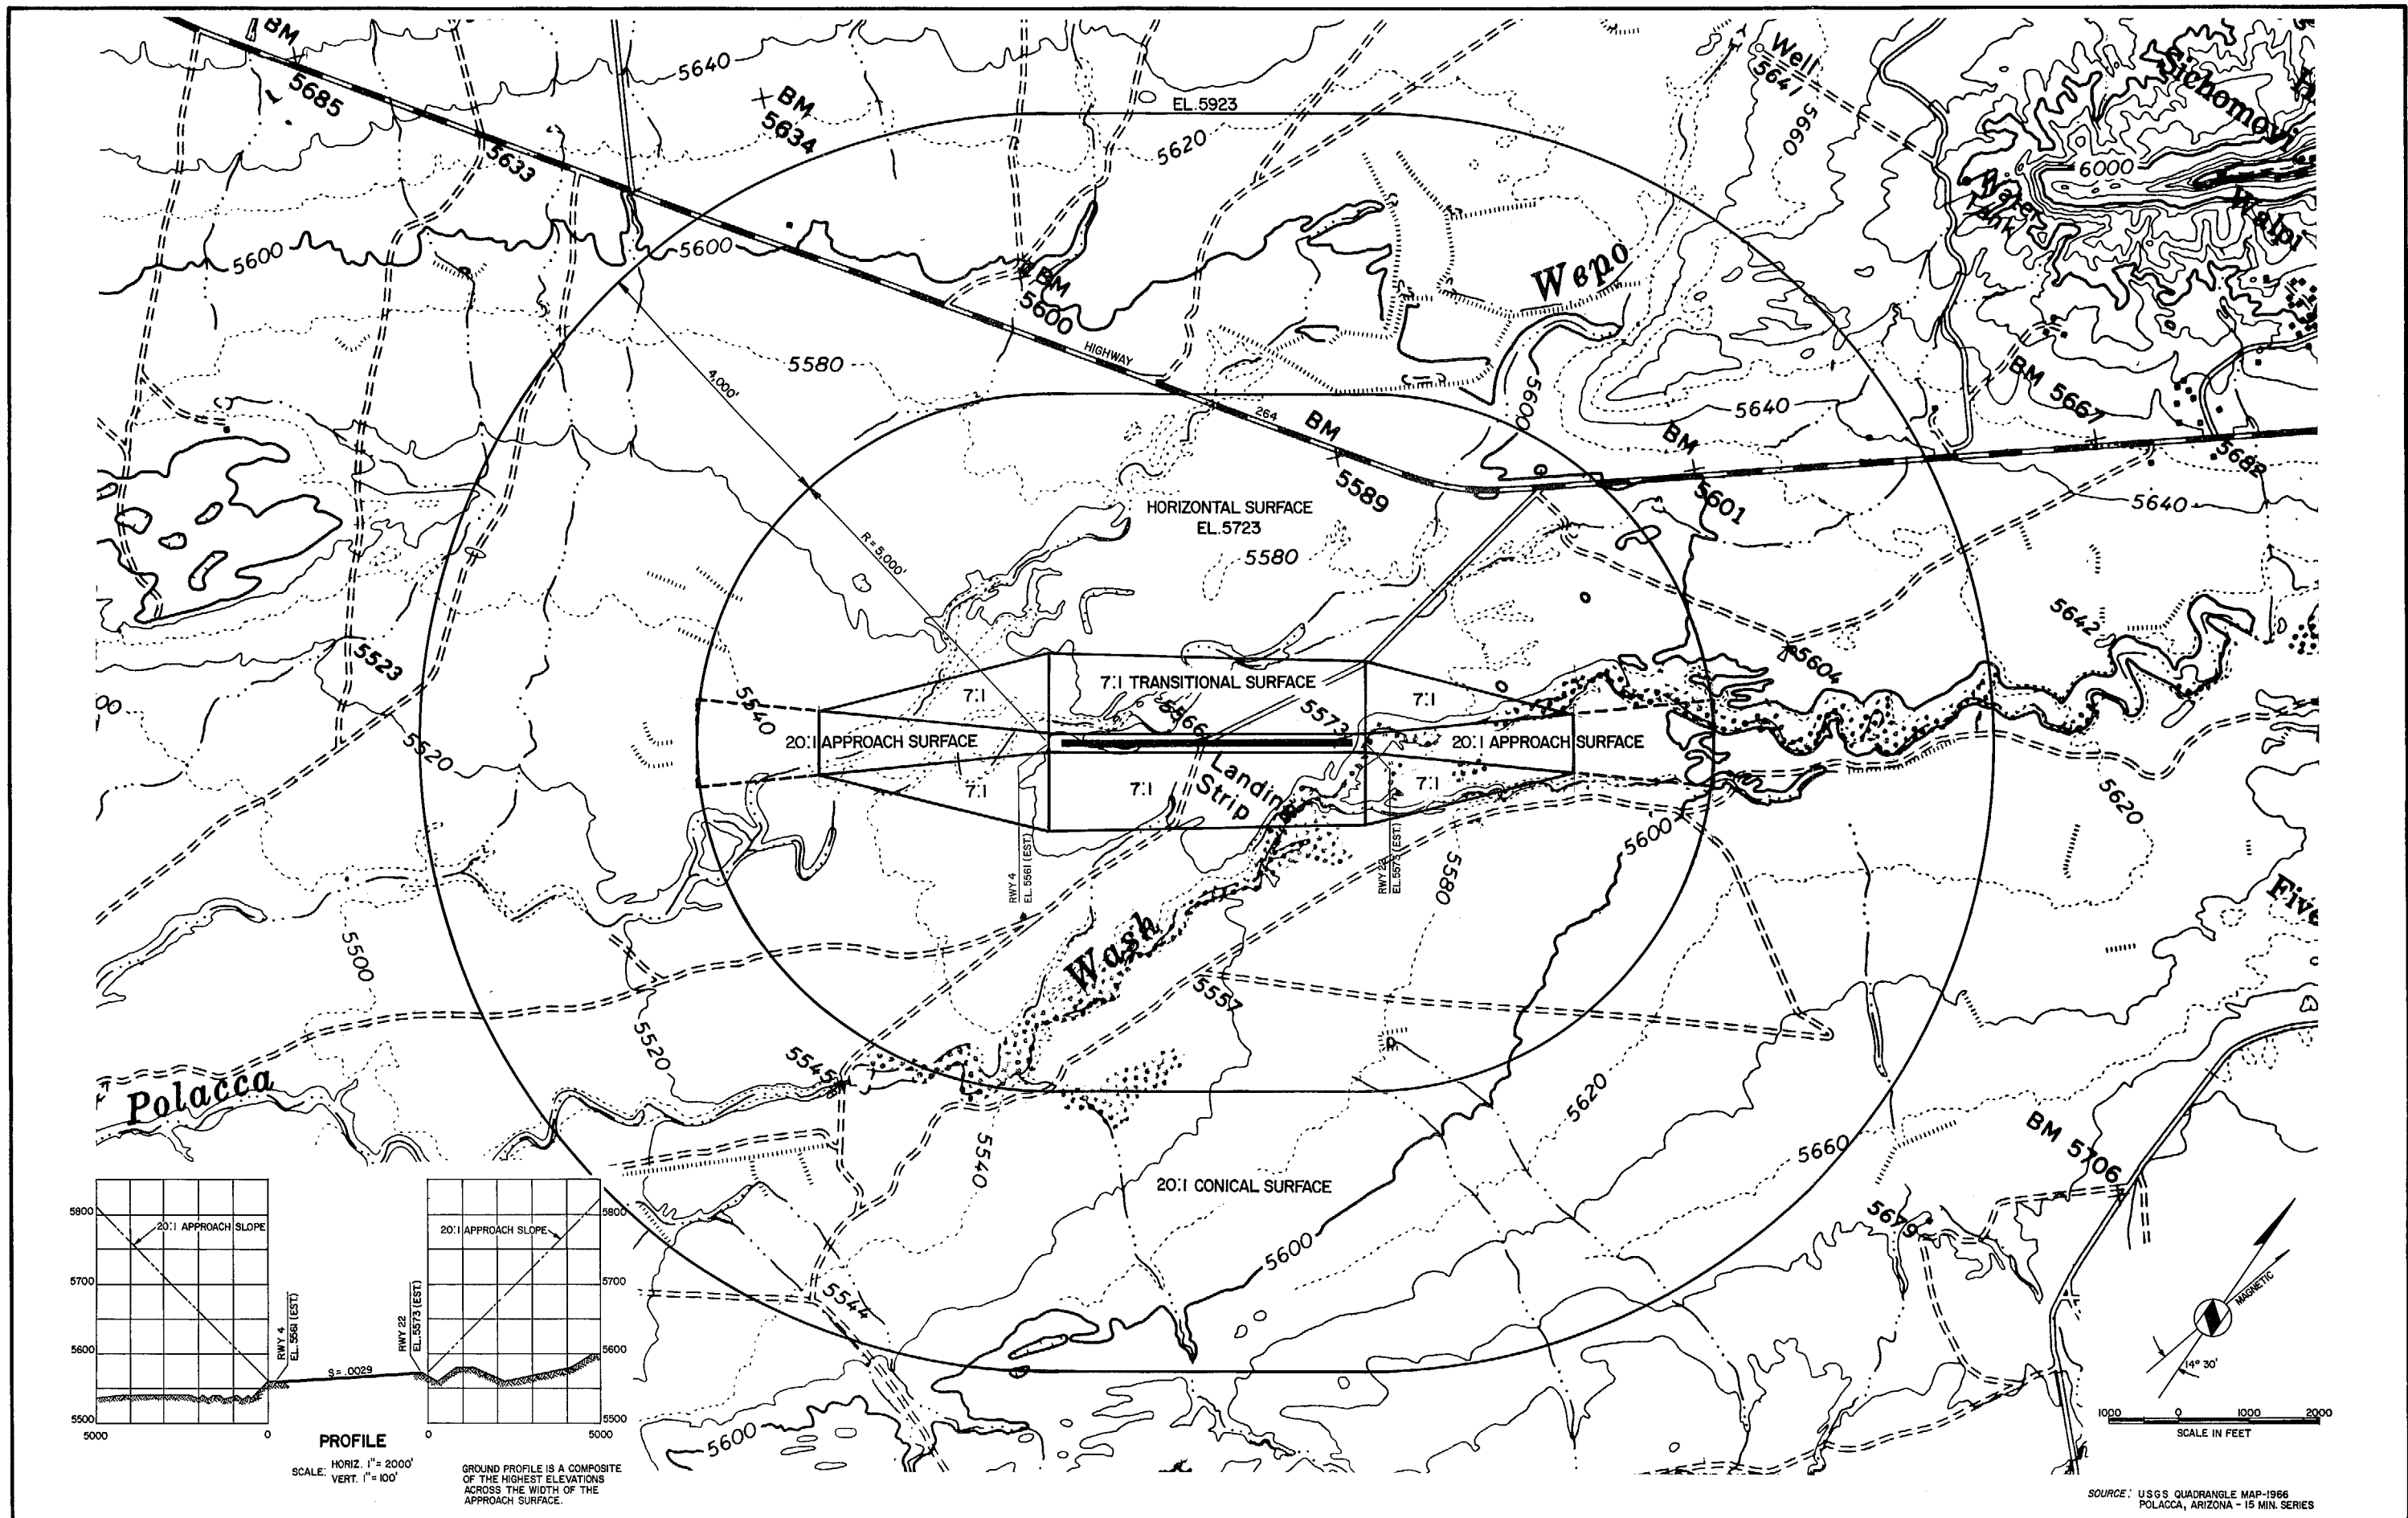 BM
5685
5640
BM
5634
EL. 5923
5620
Well
5641
5660
Sichomovi
5633
6000
Water
Tank
Walpi
5600
5600
BM
5600
Wepo
HIGHWAY
5580
4,000'
264
BM
5589
5600
5640
BM 5667
BM
5601
5682
5640
HORIZONTAL SURFACE
EL. 5723
5580
R = 5,000'
5523
5642
5604
5540
7:1
7:1 TRANSITIONAL SURFACE
7:1
5566
5573
5520
20:1 APPROACH SURFACE
20:1 APPROACH SURFACE
7:1
7:1
Landing
Strip
7:1
5620
5600
RWY 4
EL. 5561 (EST.)
RWY 22
EL. 5573 (EST.)
5580
Five
5500
Wash
5557
5520
5545
Polacca
5540
5620
5660
BM 5706
20:1 CONICAL SURFACE
5679
5600
5544
5600
MAGNETIC
14° 30'
5800
20:1 APPROACH SLOPE
20:1 APPROACH SLOPE
5800
5700
5700
RWY 4
EL. 5561 (EST)
RWY 22
EL. 5573 (EST.)
5600
5600
S = .0029
5500
5500
5000
0
0
5000
PROFILE
SCALE: HORIZ. 1" = 2000'
VERT. 1" = 100'
GROUND PROFILE IS A COMPOSITE
OF THE HIGHEST ELEVATIONS
ACROSS THE WIDTH OF THE
APPROACH SURFACE.
1000 0 1000 2000
SCALE IN FEET
SOURCE: USGS QUADRANGLE MAP-1966
POLACCA, ARIZONA - 15 MIN. SERIES